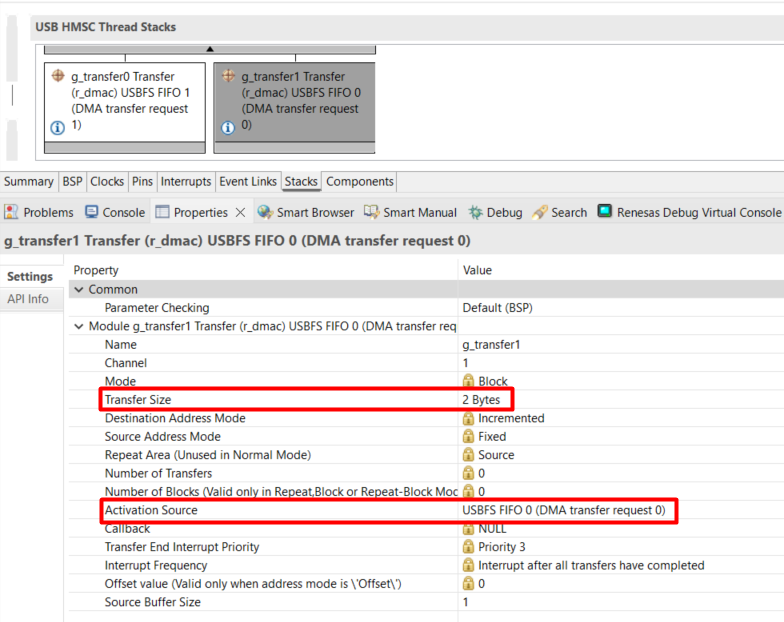 USB HMSC Thread Stacks
g_transfer0 Transfer
(r_dmac) USBFS FIFO 1
(DMA transfer request
1)
g_transfer1 Transfer
(r_dmac) USBFS FIFO 0
(DMA transfer request
0)
Summary BSP Clocks Pins Interrupts Event Links Stacks Components
Problems Console Properties Smart Browser Smart Manual Debug Search Renesas Debug Virtual Console
g_transfer1 Transfer (r_dmac) USBFS FIFO 0 (DMA transfer request 0)
Settings
API Info
Property Value
Common
Parameter Checking Default (BSP)
Module g_transfer1 Transfer (r_dmac) USBFS FIFO 0 (DMA transfer req
Name g_transfer1
Channel 1
Mode Block
Transfer Size 2 Bytes
Destination Address Mode Incremented
Source Address Mode Fixed
Repeat Area (Unused in Normal Mode) Source
Number of Transfers 0
Number of Blocks (Valid only in Repeat,Block or Repeat-Block Moc 0
Activation Source USBFS FIFO 0 (DMA transfer request 0)
Callback NULL
Transfer End Interrupt Priority Priority 3
Interrupt Frequency Interrupt after all transfers have completed
Offset value (Valid only when address mode is \'Offset\') 0
Source Buffer Size 1